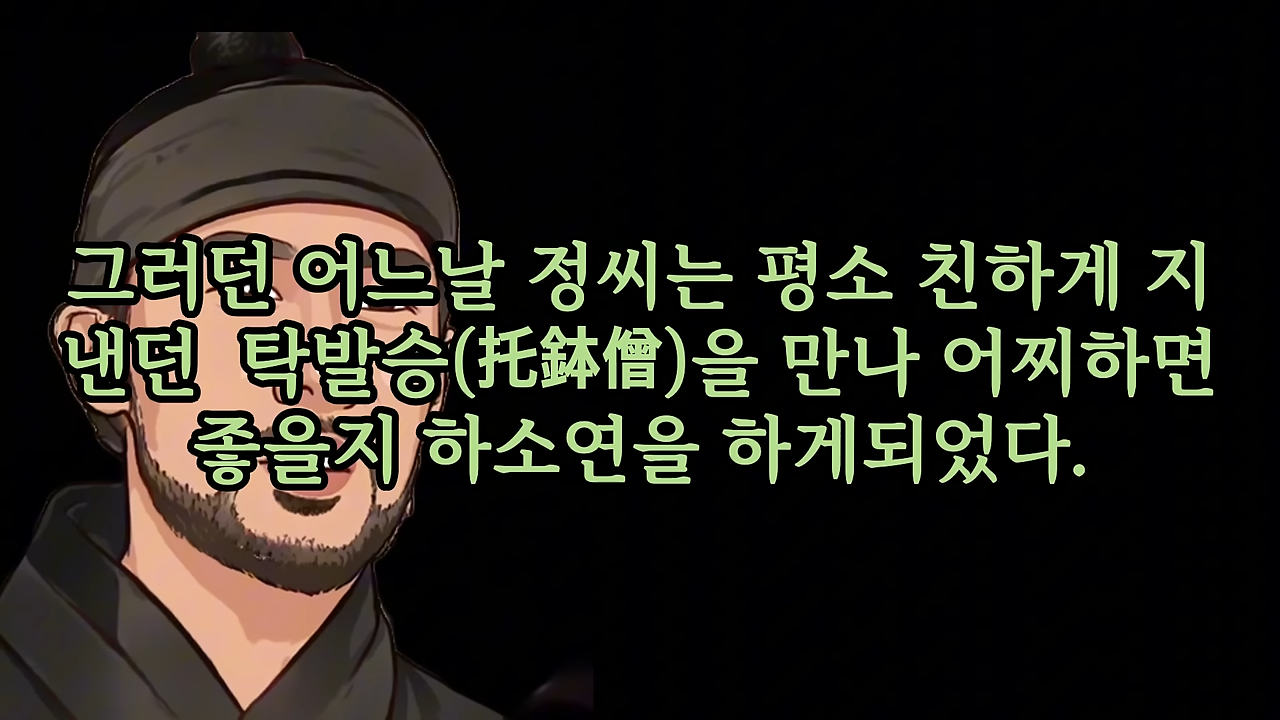 그러던 어느날 정씨는 평소 친하게 지
낸던 탁발승(托鉢僧)을 만나 어찌하면
좋을지 하소연을 하게되었다.